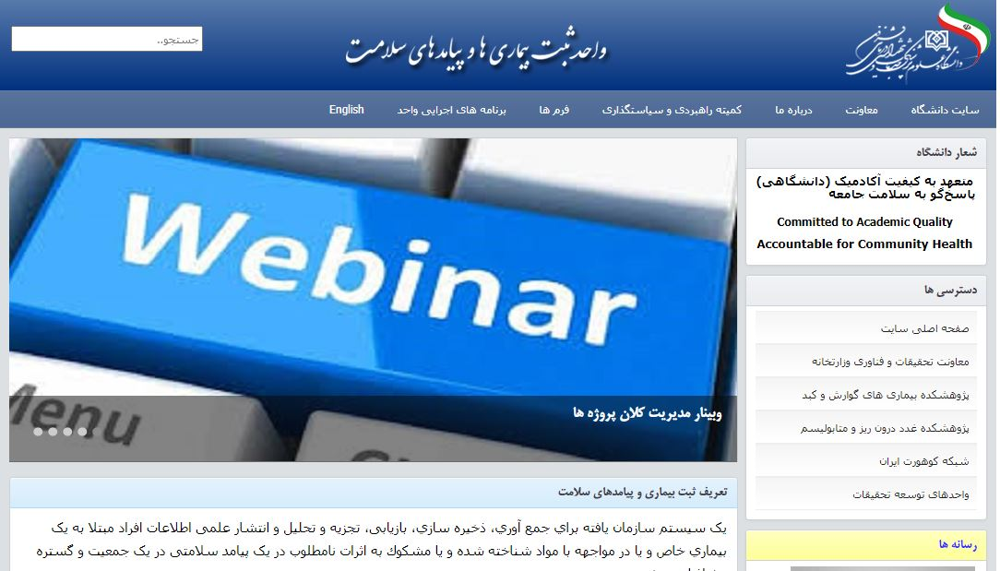 جستجو..
واحد ثبت بیماری ها و پیامدهای سلامت
سایت دانشگاه
معاونت
درباره ما
کمیته راهبردی و سیاستگذاری
فرم ها
برنامه های اجرایی واحد
English
شعار دانشگاه
متعهد به کیفیت آکادمیک (دانشگاهی)
پاسخ‌گو به سلامت جامعه
Committed to Academic Quality
Accountable for Community Health
دسترسی ها
صفحه اصلی سایت
معاونت تحقیقات و فناوری وزارتخانه
پژوهشکده بیماری های گوارش و کبد
پژوهشکده غدد درون ریز و متابولیسم
شبکه کوهورت ایران
واحدهای توسعه تحقیقات
رسانه ها
Webinar
Menu
وبینار مدیریت کلان پروژه ها
تعریف ثبت بیماری و پیامدهای سلامت
یک سیستم سازمان یافته براي جمع آوري، ذخیره سازي، بازیابی، تجزیه و تحلیل و انتشار علمی اطلاعات افراد مبتلا به یک
بیماري خاص و یا در مواجهه با مواد شناخته شده و یا مشکوك به اثرات نامطلوب در یک پیامد سلامتی در یک جمعیت و گستره